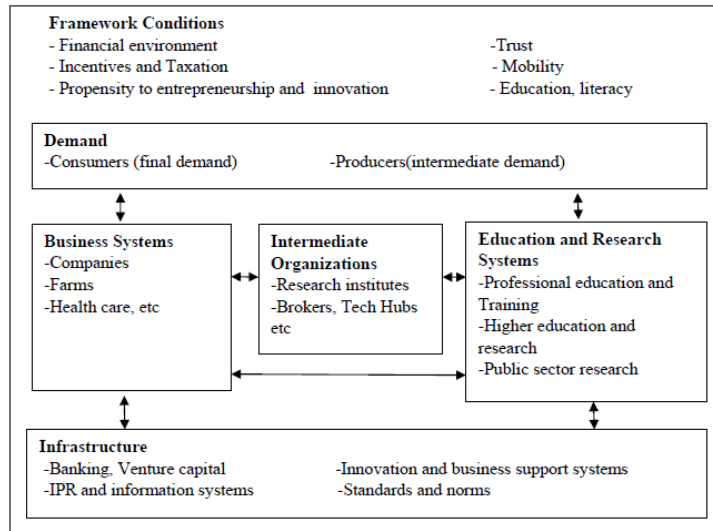 Framework Conditions
- Financial environment
-Trust
- Incentives and Taxation
- Mobility
- Propensity to entrepreneurship and innovation
- Education, literacy
Demand
-Consumers (final demand)
-Producers(intermediate demand)
Business Systems
-Companies
-Farms
-Health care, etc
Intermediate
Organizations
-Research institutes
-Brokers, Tech Hubs
etc
Education and Research
Systems
-Professional education and
Training
-Higher education and
research
-Public sector research
Infrastructure
-Banking, Venture capital
-Innovation and business support systems
-IPR and information systems
-Standards and norms